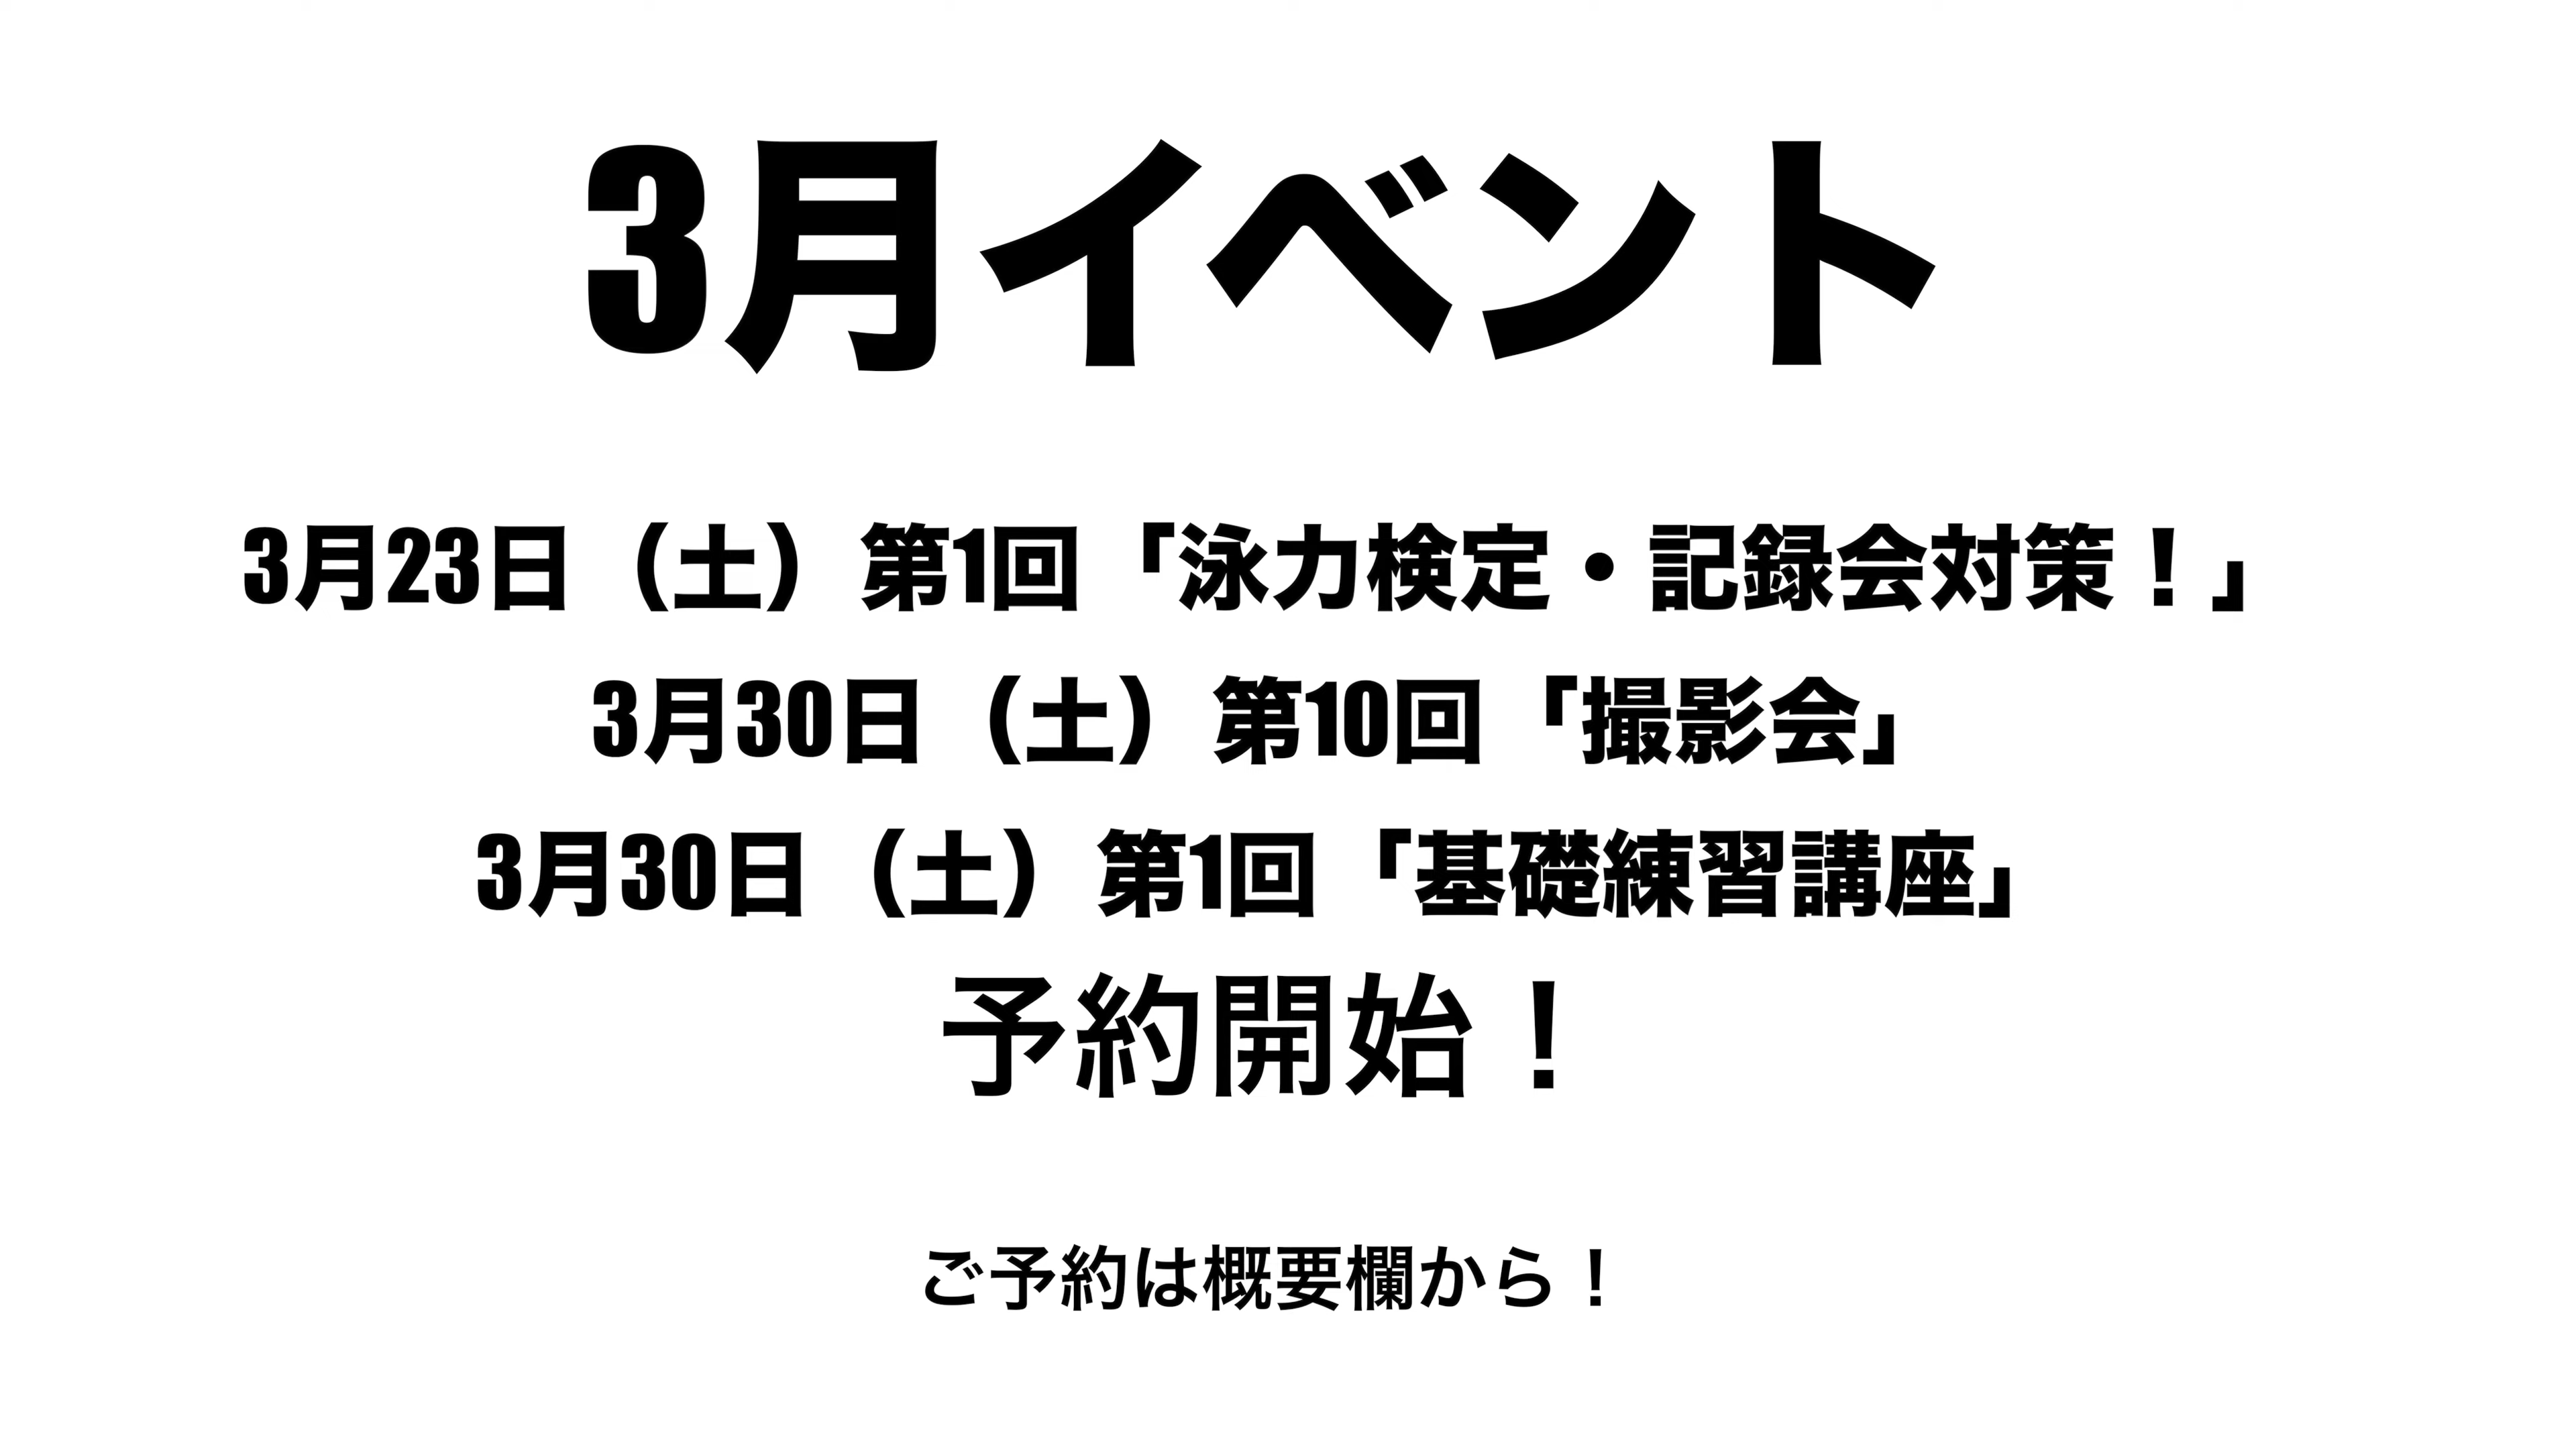 3月イベント
3月23日（土）第1回「泳力検定・記録会対策！」
3月30日（土）第10回「撮影会」
3月30日（土）第1回「基礎練習講座」
予約開始！
ご予約は概要欄から！